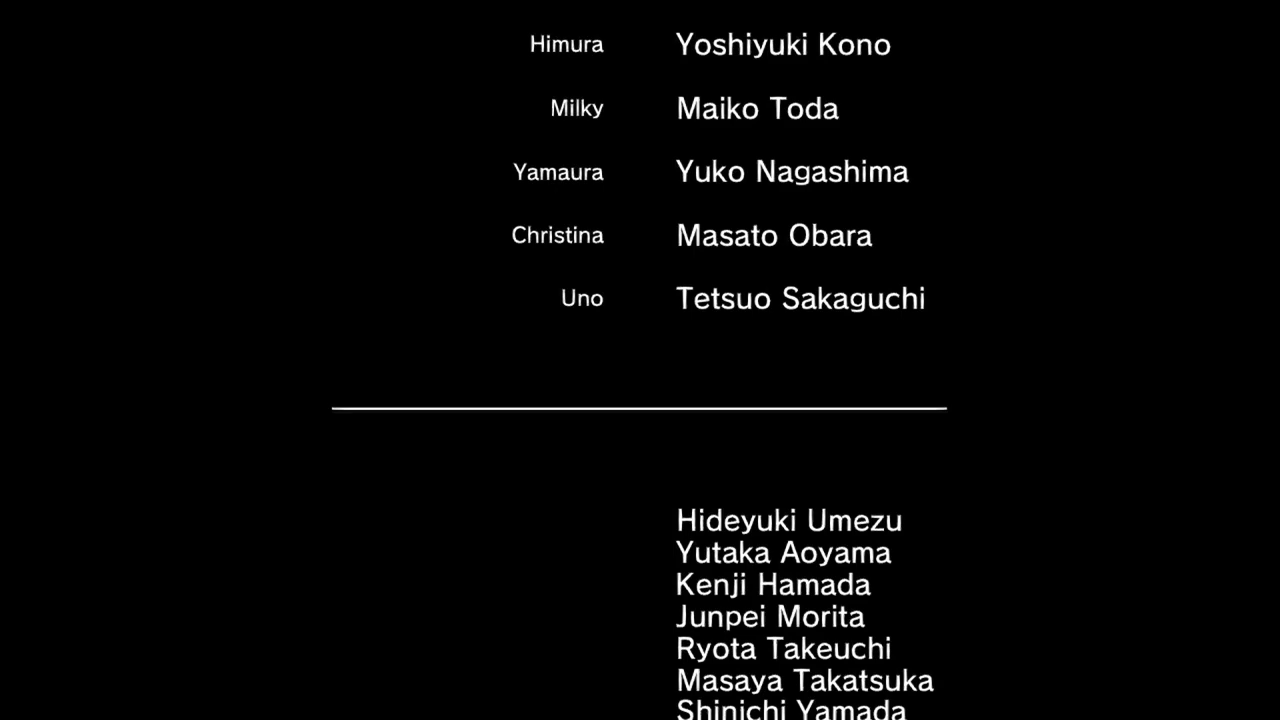 Himura Yoshiyuki Kono
Milky Maiko Toda
Yamaura Yuko Nagashima
Christina Masato Obara
Uno Tetsuo Sakaguchi
Hideyuki Umezu
Yutaka Aoyama
Kenji Hamada
Junpei Morita
Ryota Takeuchi
Masaya Takatsuka
Shinichi Yamada